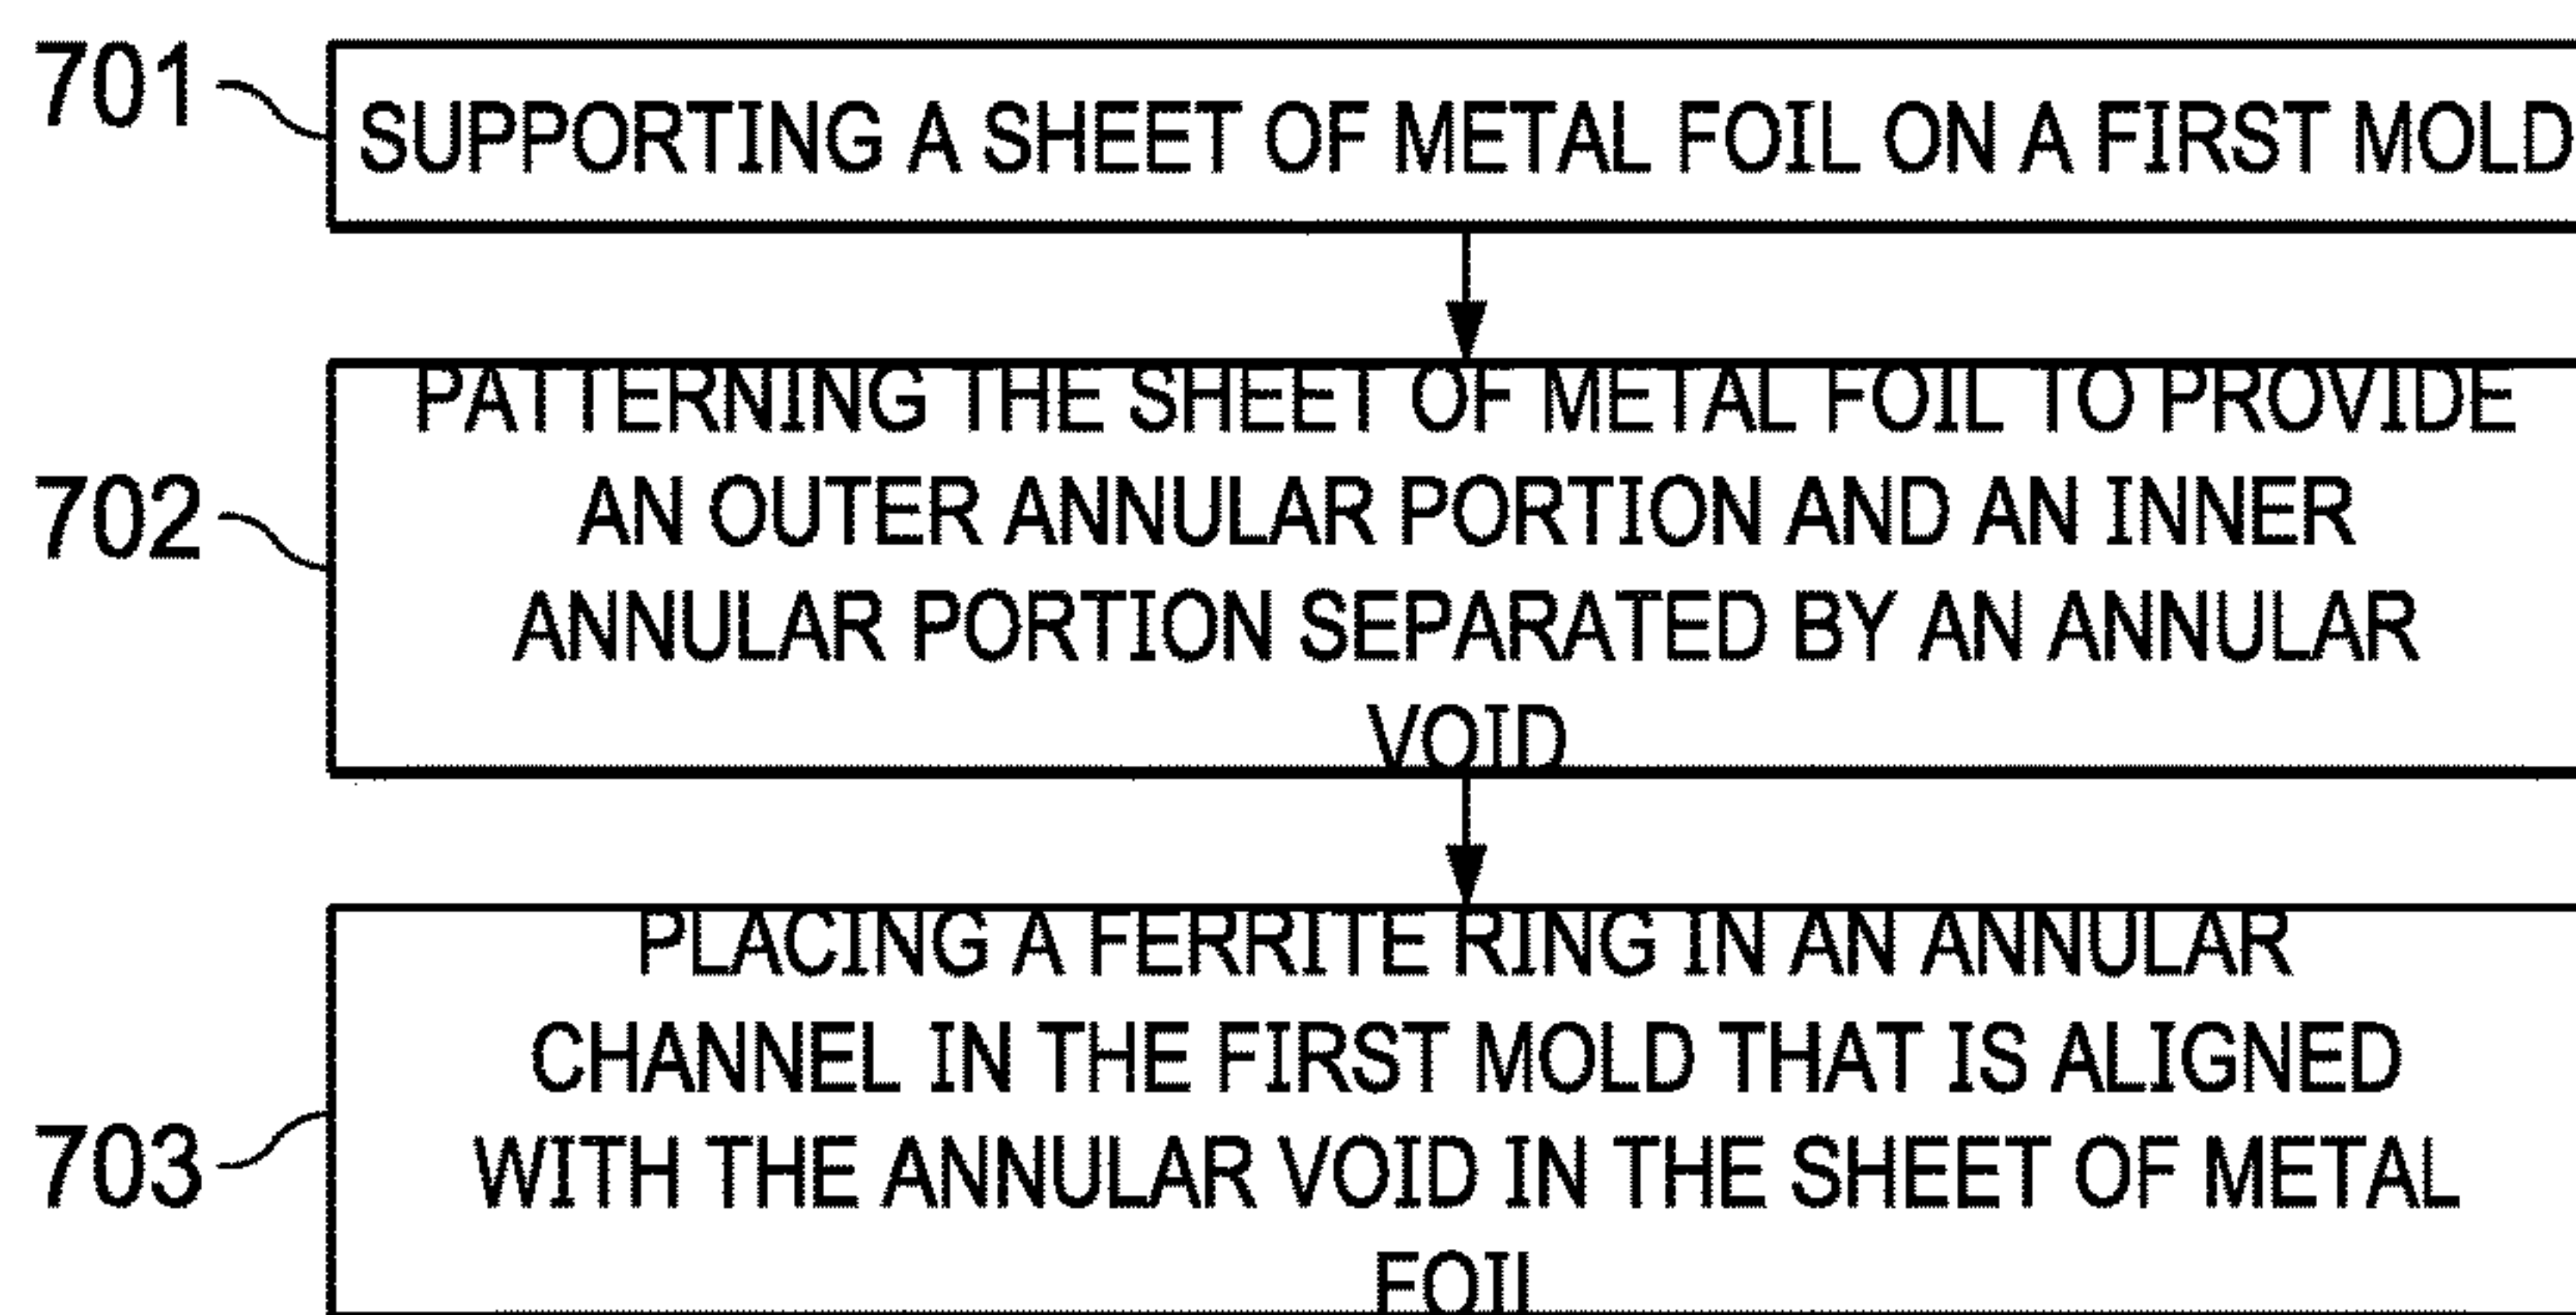 701
SUPPORTING A SHEET OF METAL FOIL ON A FIRST MOLD
702
PATTERNING THE SHEET OF METAL FOIL TO PROVIDE
AN OUTER ANNULAR PORTION AND AN INNER
ANNULAR PORTION SEPARATED BY AN ANNULAR
VOID
703
PLACING A FERRITE RING IN AN ANNULAR
CHANNEL IN THE FIRST MOLD THAT IS ALIGNED
WITH THE ANNULAR VOID IN THE SHEET OF METAL
FOIL